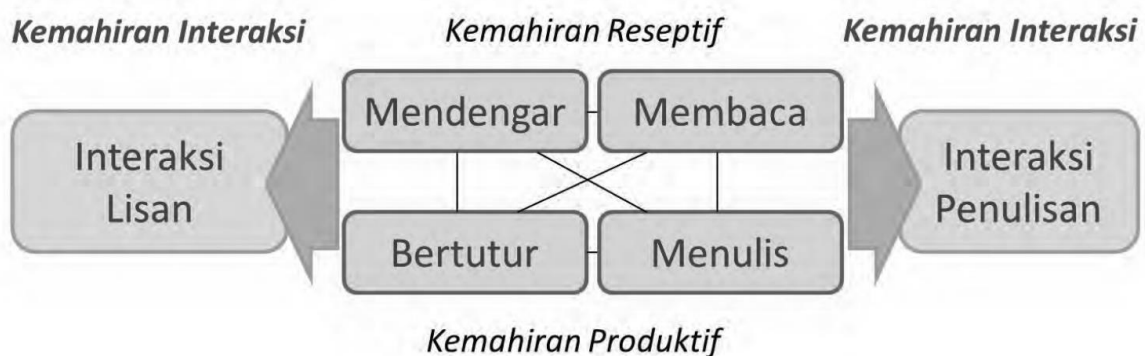 Kemahiran Interaksi
Kemahiran Reseptif
Kemahiran Interaksi
Mendengar
Membaca
Interaksi
Lisan
Interaksi
Penulisan
Bertutur
Menulis
Kemahiran Produktif